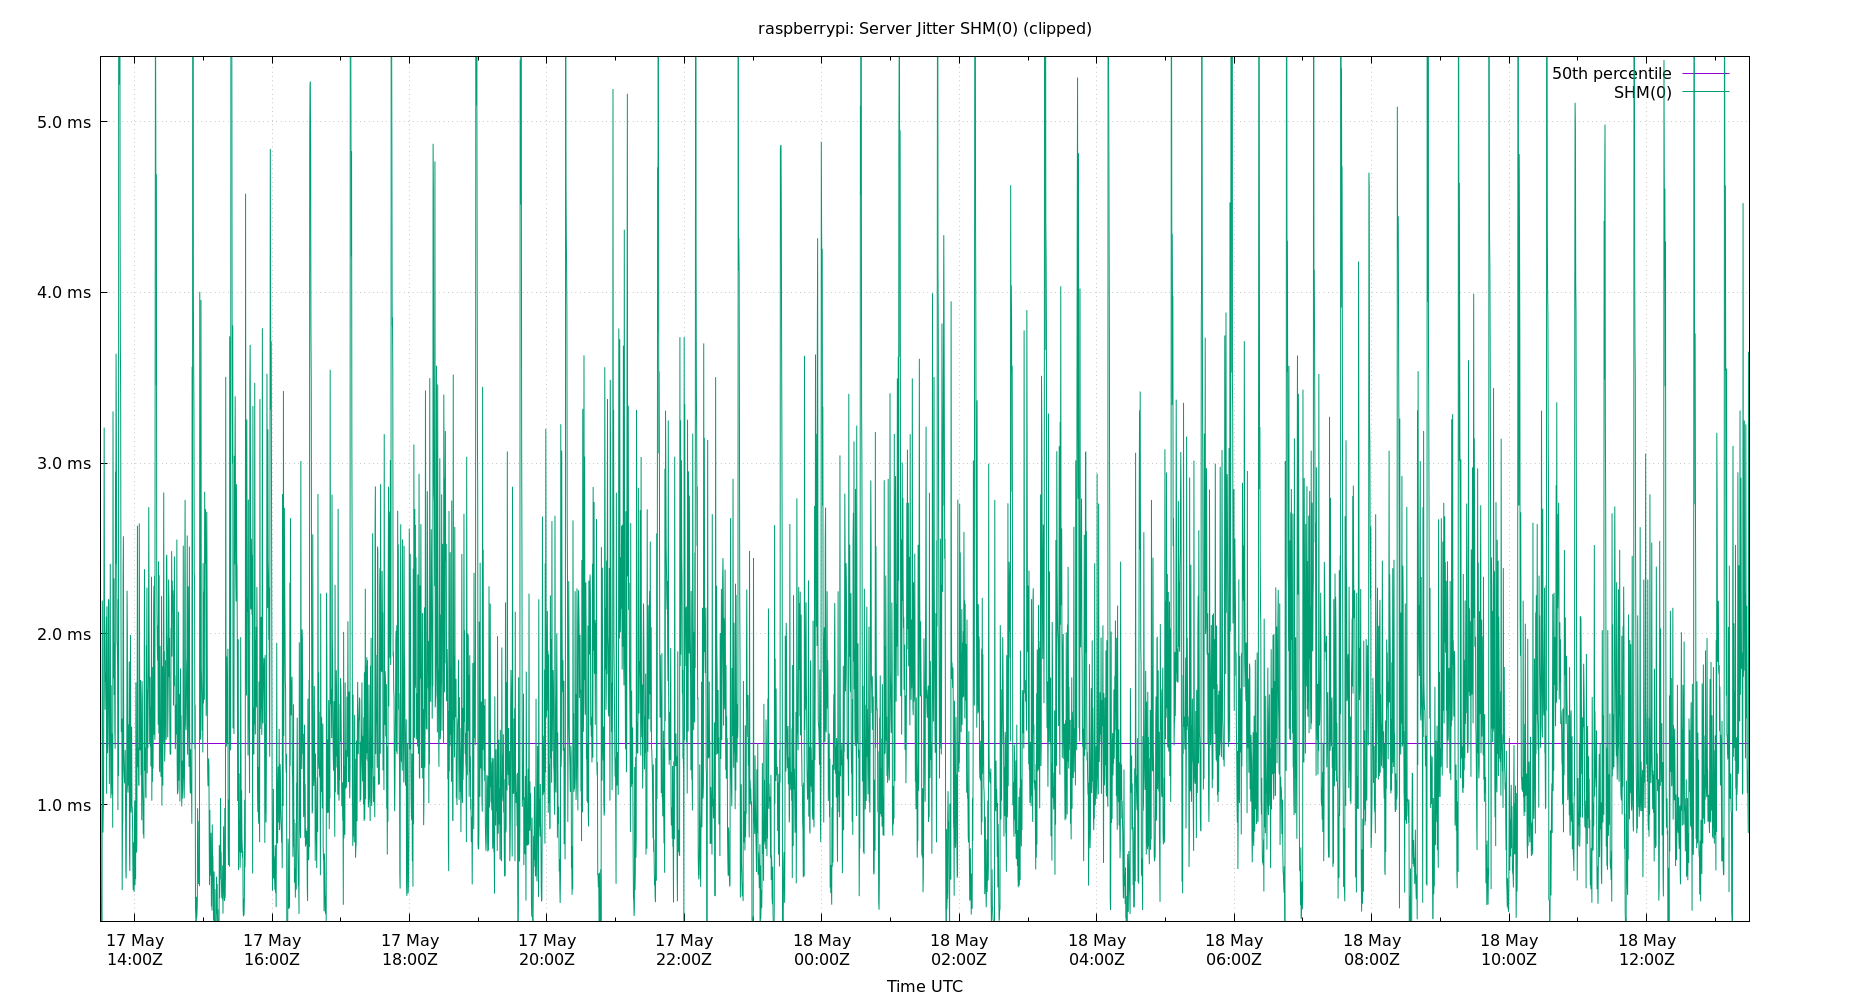 raspberrypi: Server Jitter SHM(0) (clipped)
50th percentile
SHM(0)
5.0 ms
4.0 ms
3.0 ms
2.0 ms
1.0 ms
17 May 17 May 17 May 17 May 17 May 18 May 18 May 18 May 18 May 18 May 18 May 18 May
14:00Z 16:00Z 18:00Z 20:00Z 22:00Z 00:00Z 02:00Z 04:00Z 06:00Z 08:00Z 10:00Z 12:00Z
Time UTC